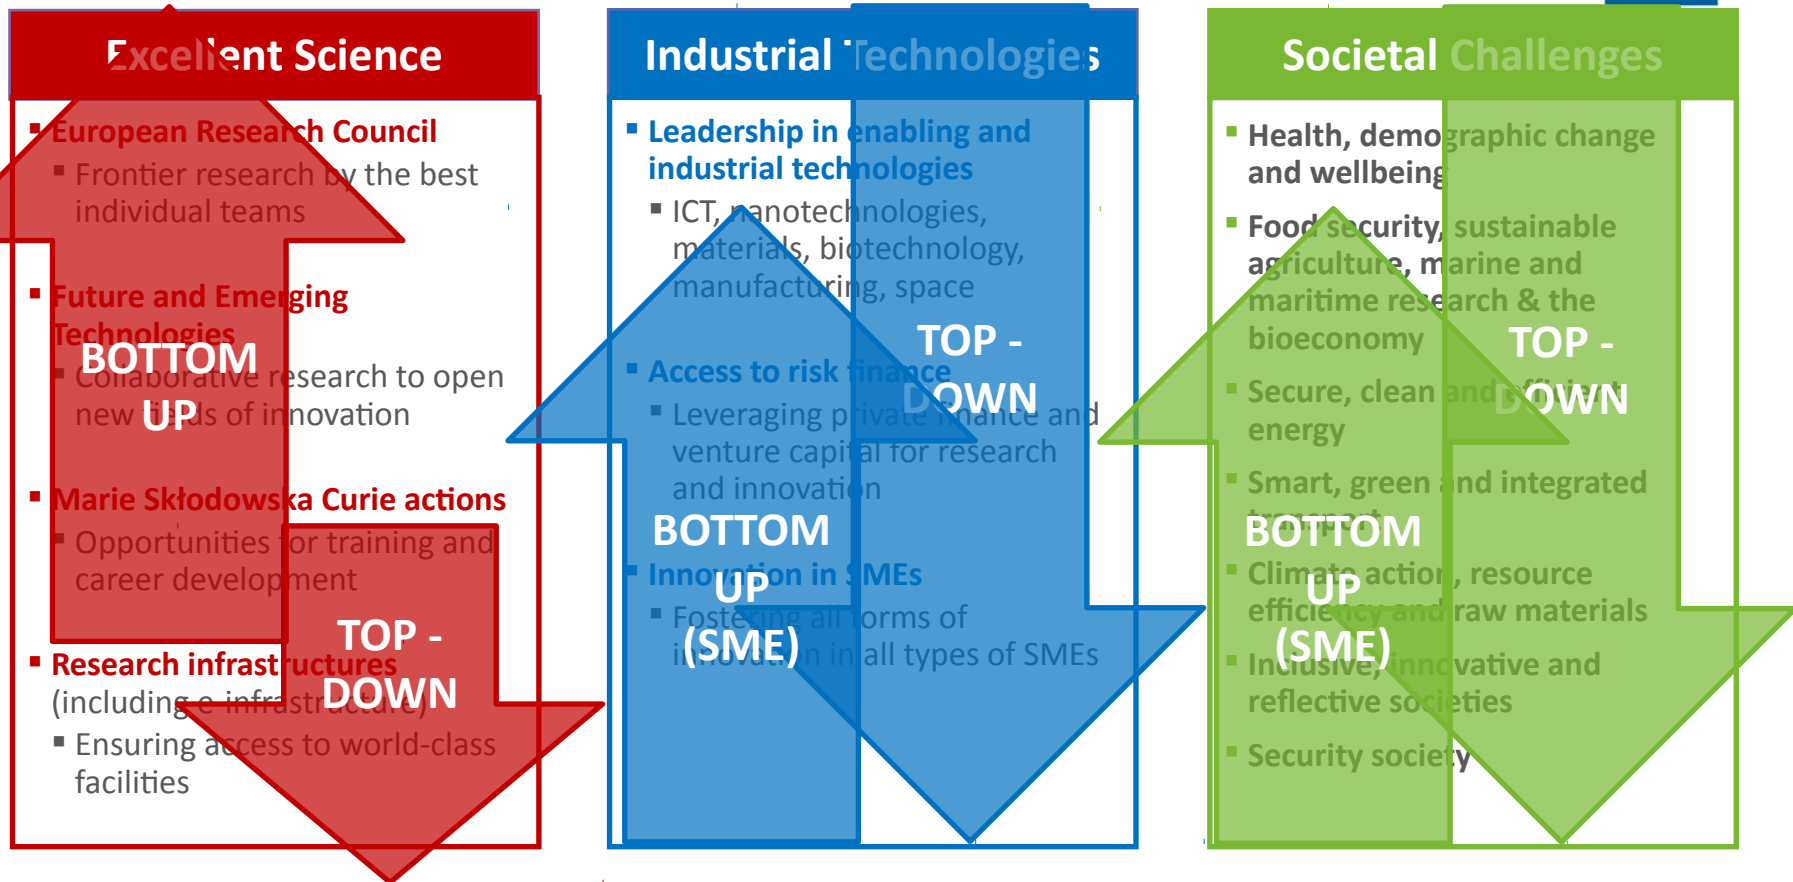 Excellent Science
▪ European Research Council
▪ Frontier research by the best
individual teams
▪ Future and Emerging
Technologies
▪ Collaborative research to open
new fields of innovation
▪ Marie Skłodowska Curie actions
▪ Opportunities for training and
career development
▪ Research infrastructures
(including e-infrastructure)
▪ Ensuring access to world-class
facilities
BOTTOM
UP
TOP -
DOWN
Industrial Technologies
▪ Leadership in enabling and
industrial technologies
▪ ICT, nanotechnologies,
materials, biotechnology,
manufacturing, space
▪ Access to risk finance
▪ Leveraging private finance and
venture capital for research
and innovation
▪ Innovation in SMEs
▪ Fostering all forms of
innovation in all types of SMEs
TOP -
DOWN
BOTTOM
UP
(SME)
Societal Challenges
▪ Health, demographic change
and wellbeing
▪ Food security, sustainable
agriculture, marine and
maritime research & the
bioeconomy
▪ Secure, clean and efficient
energy
▪ Smart, green and integrated
transport
▪ Climate action, resource
efficiency and raw materials
▪ Inclusive, innovative and
reflective societies
▪ Security society
TOP -
DOWN
BOTTOM
UP
(SME)